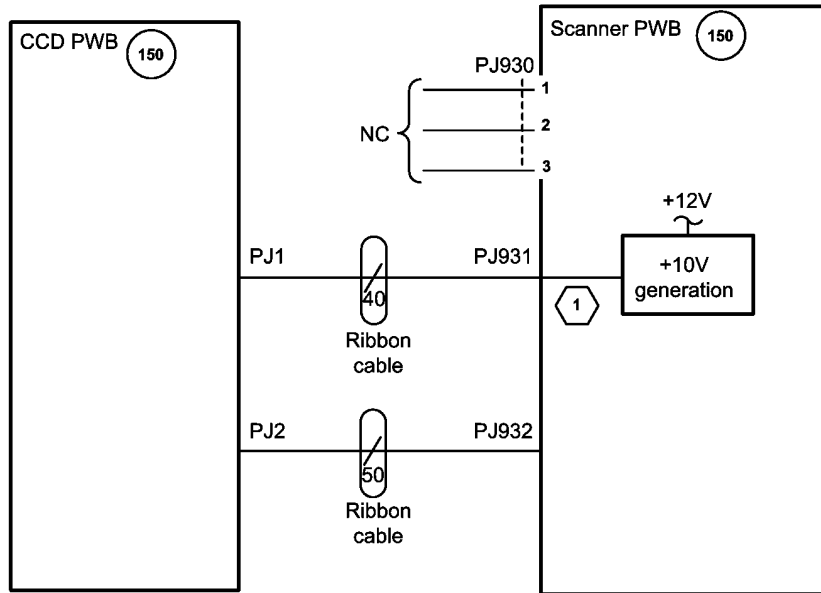 CCD PWB
150
Scanner PWB
150
PJ930
1
NC
2
3
+12V
+10V
generation
PJ1
PJ931
1
40
Ribbon
cable
PJ2
PJ932
50
Ribbon
cable